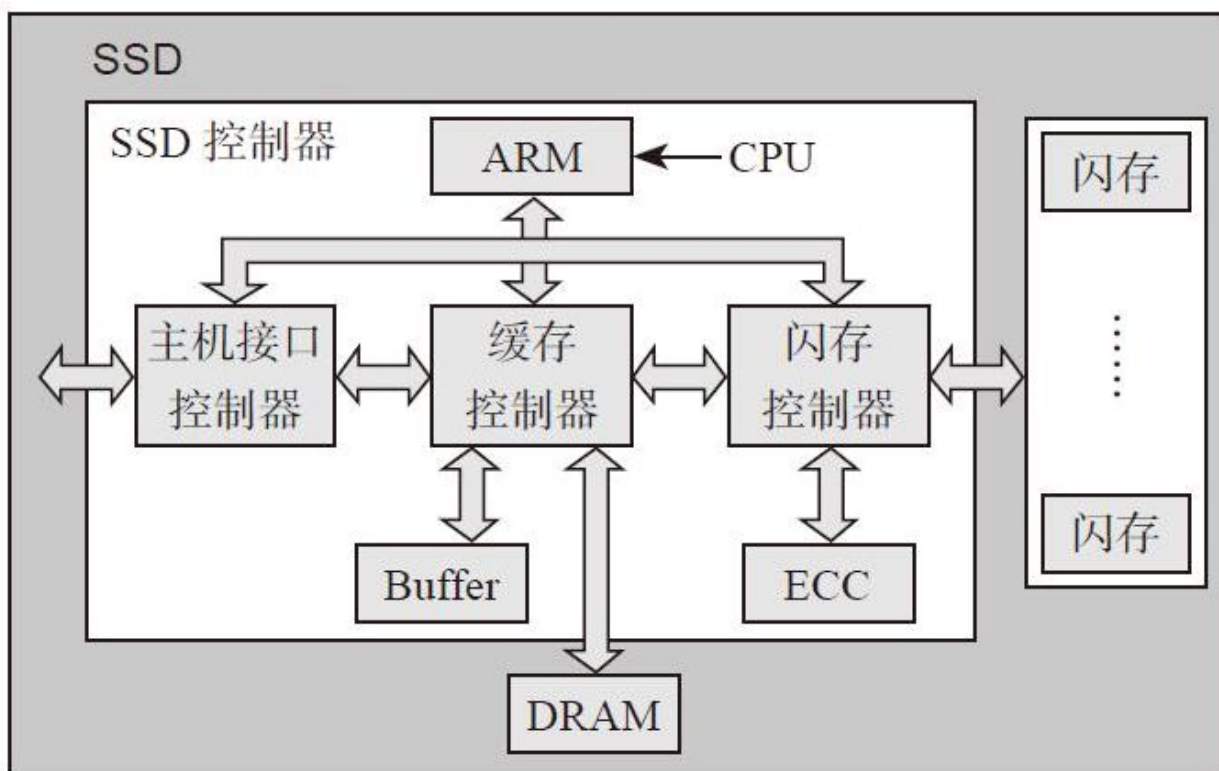 SSD
SSD 控制器
ARM
CPU
主机接口
控制器
缓存
控制器
闪存
控制器
Buffer
ECC
DRAM
闪存
……
闪存